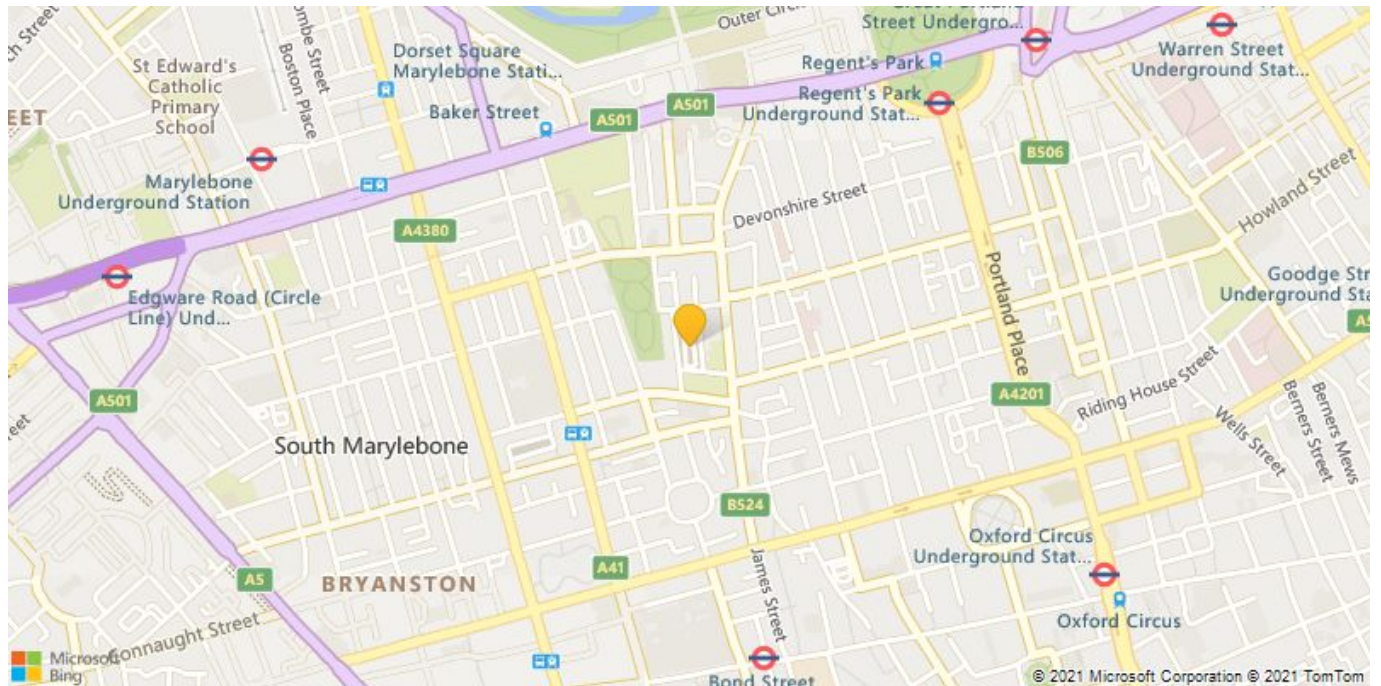 Outer Circ
Street Undergro...
Warren Street
Underground Stat...
Dorset Square
Marylebone Stati...
St Edward's
Catholic
Primary
School
Boston Place
Street
EET
Baker Street
A501
A501
Regent's Park
Regent's Park
Underground Stat...
B506
Howland Street
Marylebone
Underground Station
A4380
Devonshire Street
Edgware Road (Circle
Line) Und...
Portland Place
Goodge Str
Underground Sta
A501
A4201
Riding House Street
Wells Street
Berners Street
Berners Mews
South Marylebone
B524
Oxford Circus
Underground Stat...
A5
BRYANSTON
A41
James Street
Connaught Street
Oxford Circus
Bond Street
Microsoft
Bing
© 2021 Microsoft Corporation © 2021 TomTom